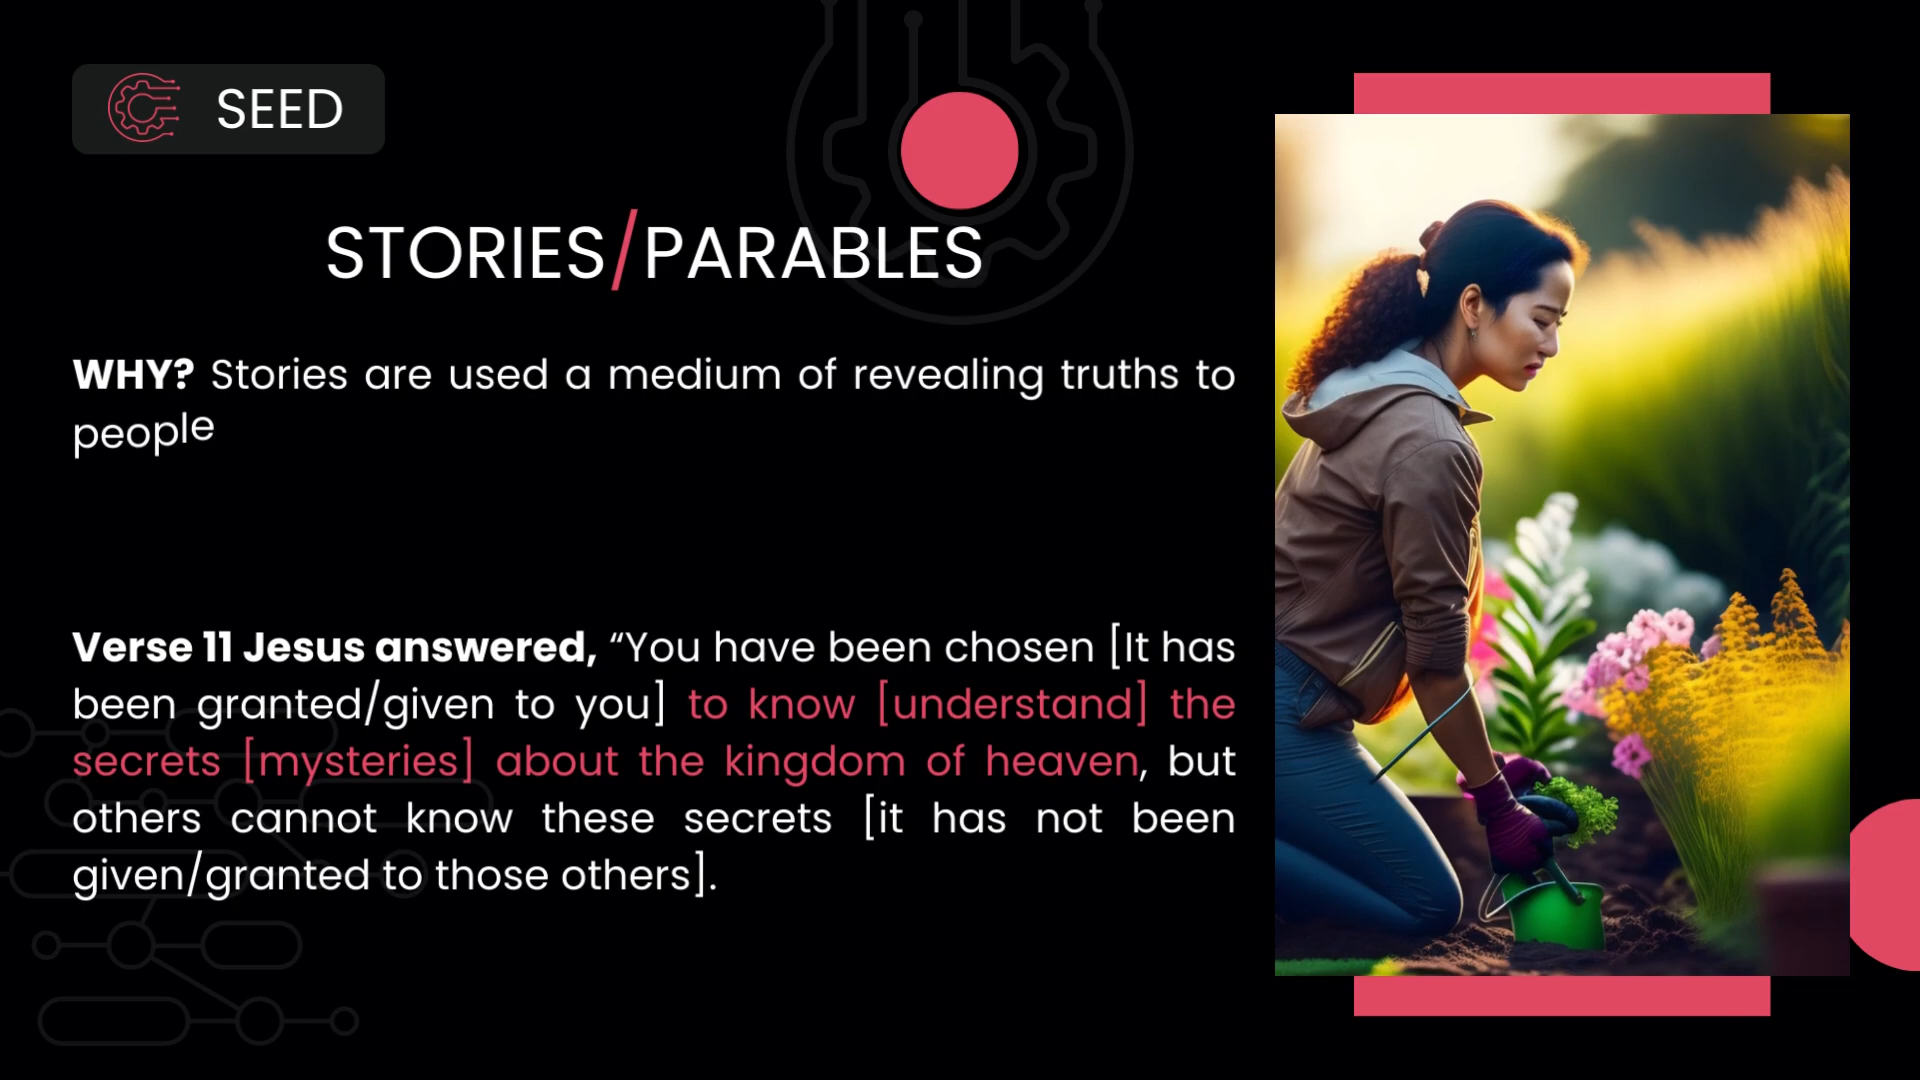 SEED
STORIES/PARABLES
WHY? Stories are used a medium of revealing truths to
people
Verse 11 Jesus answered, “You have been chosen [It has
been granted/given to you] to know [understand] the
secrets [mysteries] about the kingdom of heaven, but
others cannot know these secrets [it has not been
given/granted to those others].